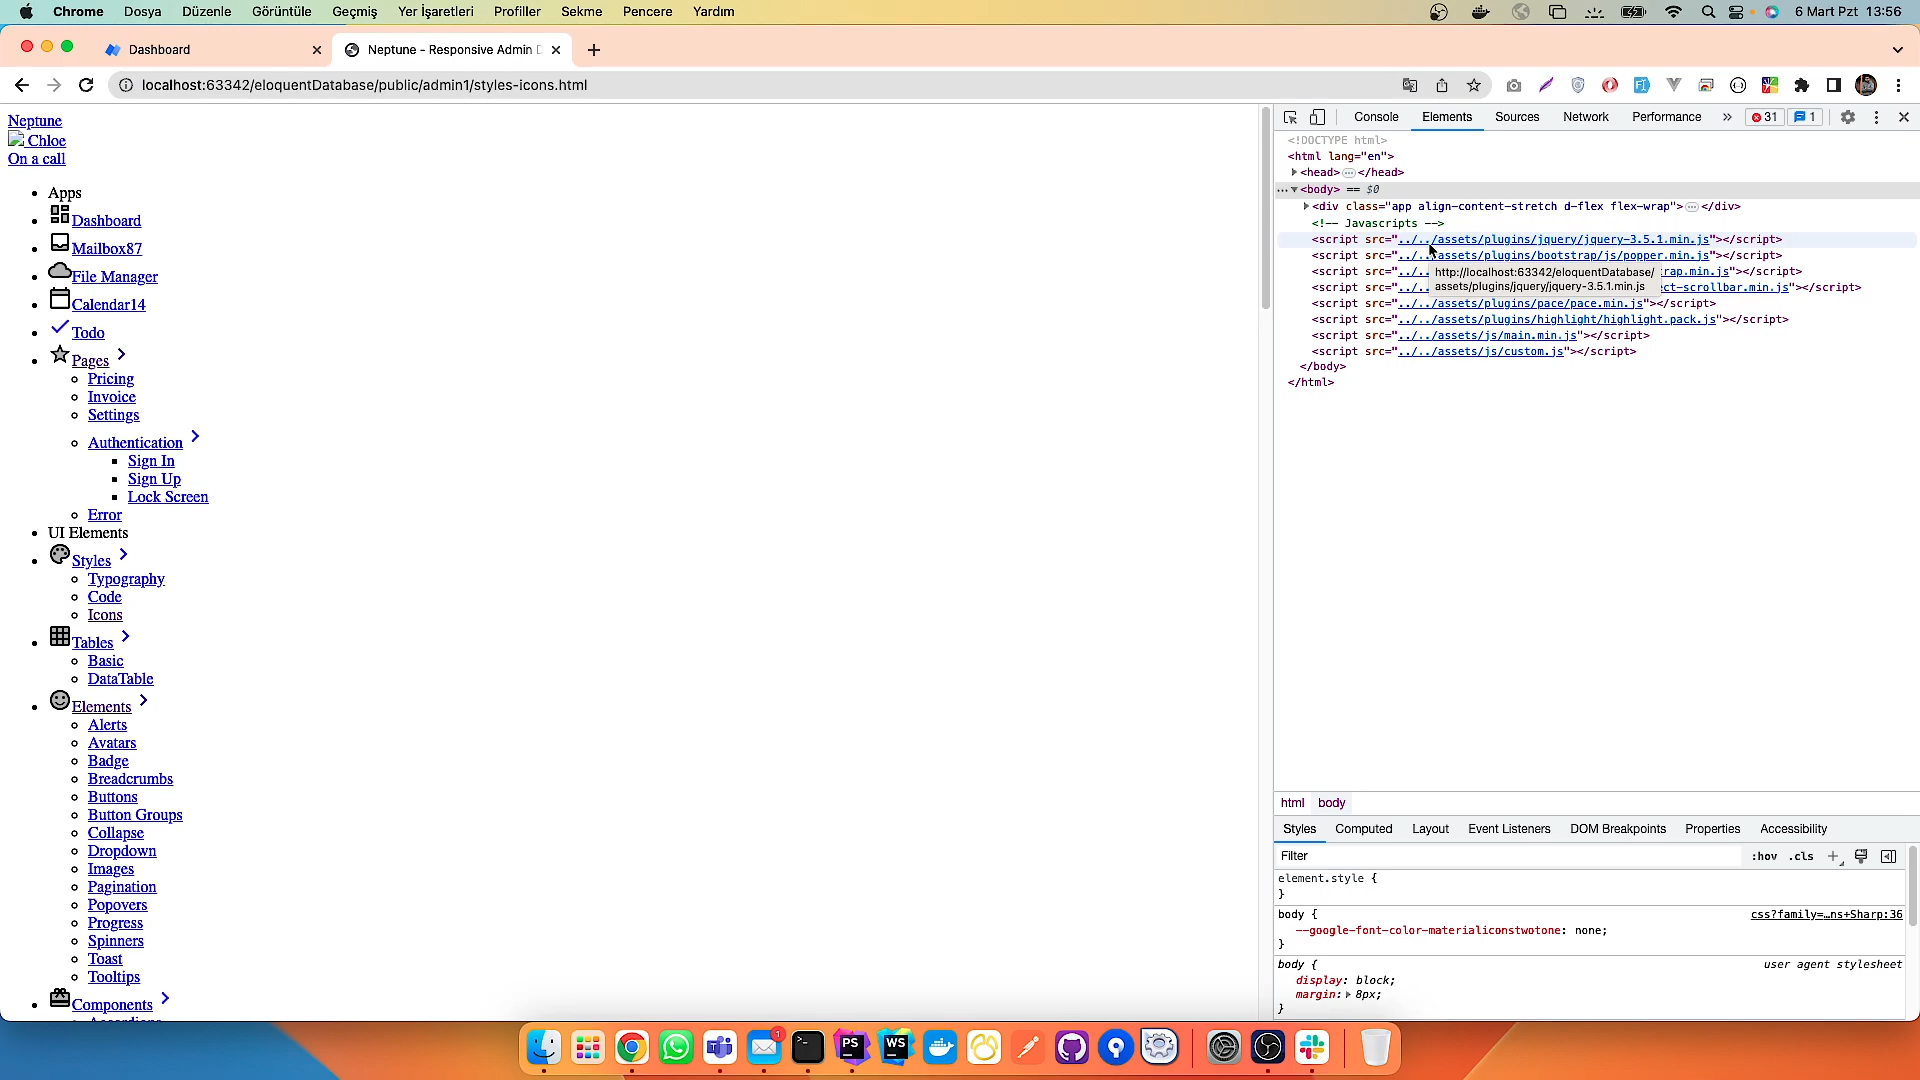 Chrome Dosya Düzenle Görüntüle Geçmiş Yer İşaretleri Profiller Sekme Pencere Yardım 6 Mart Pzt 13:56
Dashboard Neptune - Responsive Admin D
localhost:63342/eloquentDatabase/public/admin1/styles-icons.html
Neptune
Chloe
On a call
Apps
Dashboard
Mailbox87
File Manager
Calendar14
Todo
Pages
Pricing
Invoice
Settings
Authentication
Sign In
Sign Up
Lock Screen
Error
UI Elements
Styles
Typography
Code
Icons
Tables
Basic
DataTable
Elements
Alerts
Avatars
Badge
Breadcrumbs
Buttons
Button Groups
Collapse
Dropdown
Images
Pagination
Popovers
Progress
Spinners
Toast
Tooltips
Components
Console Elements Sources Network Performance » 31 1
<!DOCTYPE html>
<html lang="en">
<head> … </head>
… <body> == $0
<div class="app align-content-stretch d-flex flex-wrap"> … </div>
<!-- Javascripts -->
<script src="../../assets/plugins/jquery/jquery-3.5.1.min.js"></script>
<script src="../../assets/plugins/bootstrap/js/popper.min.js"></script>
<script src="../.. rap.min.js"></script>
<script src="../.. ct-scrollbar.min.js"></script>
http://localhost:63342/eloquentDatabase/
assets/plugins/jquery/jquery-3.5.1.min.js
<script src="../../assets/plugins/pace/pace.min.js"></script>
<script src="../../assets/plugins/highlight/highlight.pack.js"></script>
<script src="../../assets/js/main.min.js"></script>
<script src="../../assets/js/custom.js"></script>
</body>
</html>
html body
Styles Computed Layout Event Listeners DOM Breakpoints Properties Accessibility
Filter :hov .cls +
element.style {
}
body { css?family=…ns+Sharp:36
--google-font-color-materialiconstwotone: none;
}
body { user agent stylesheet
display: block;
margin: 8px;
}
1
PS
WS